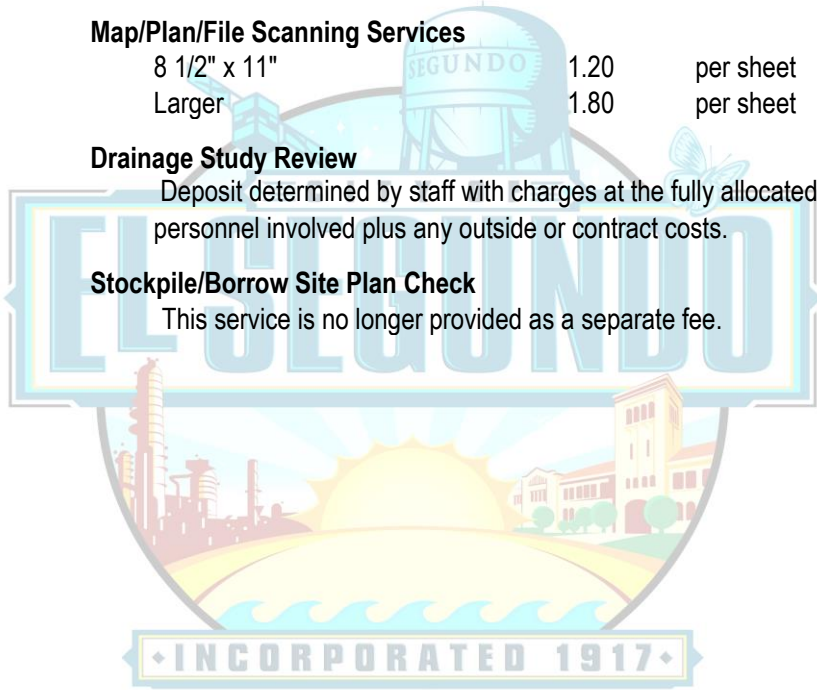 Map/Plan/File Scanning Services
8 1/2" x 11" 1.20 per sheet
Larger 1.80 per sheet
Drainage Study Review
Deposit determined by staff with charges at the fully allocated
personnel involved plus any outside or contract costs.
Stockpile/Borrow Site Plan Check
This service is no longer provided as a separate fee.
SEGUNDO
EL SEGUNDO
INCORPORATED 1917